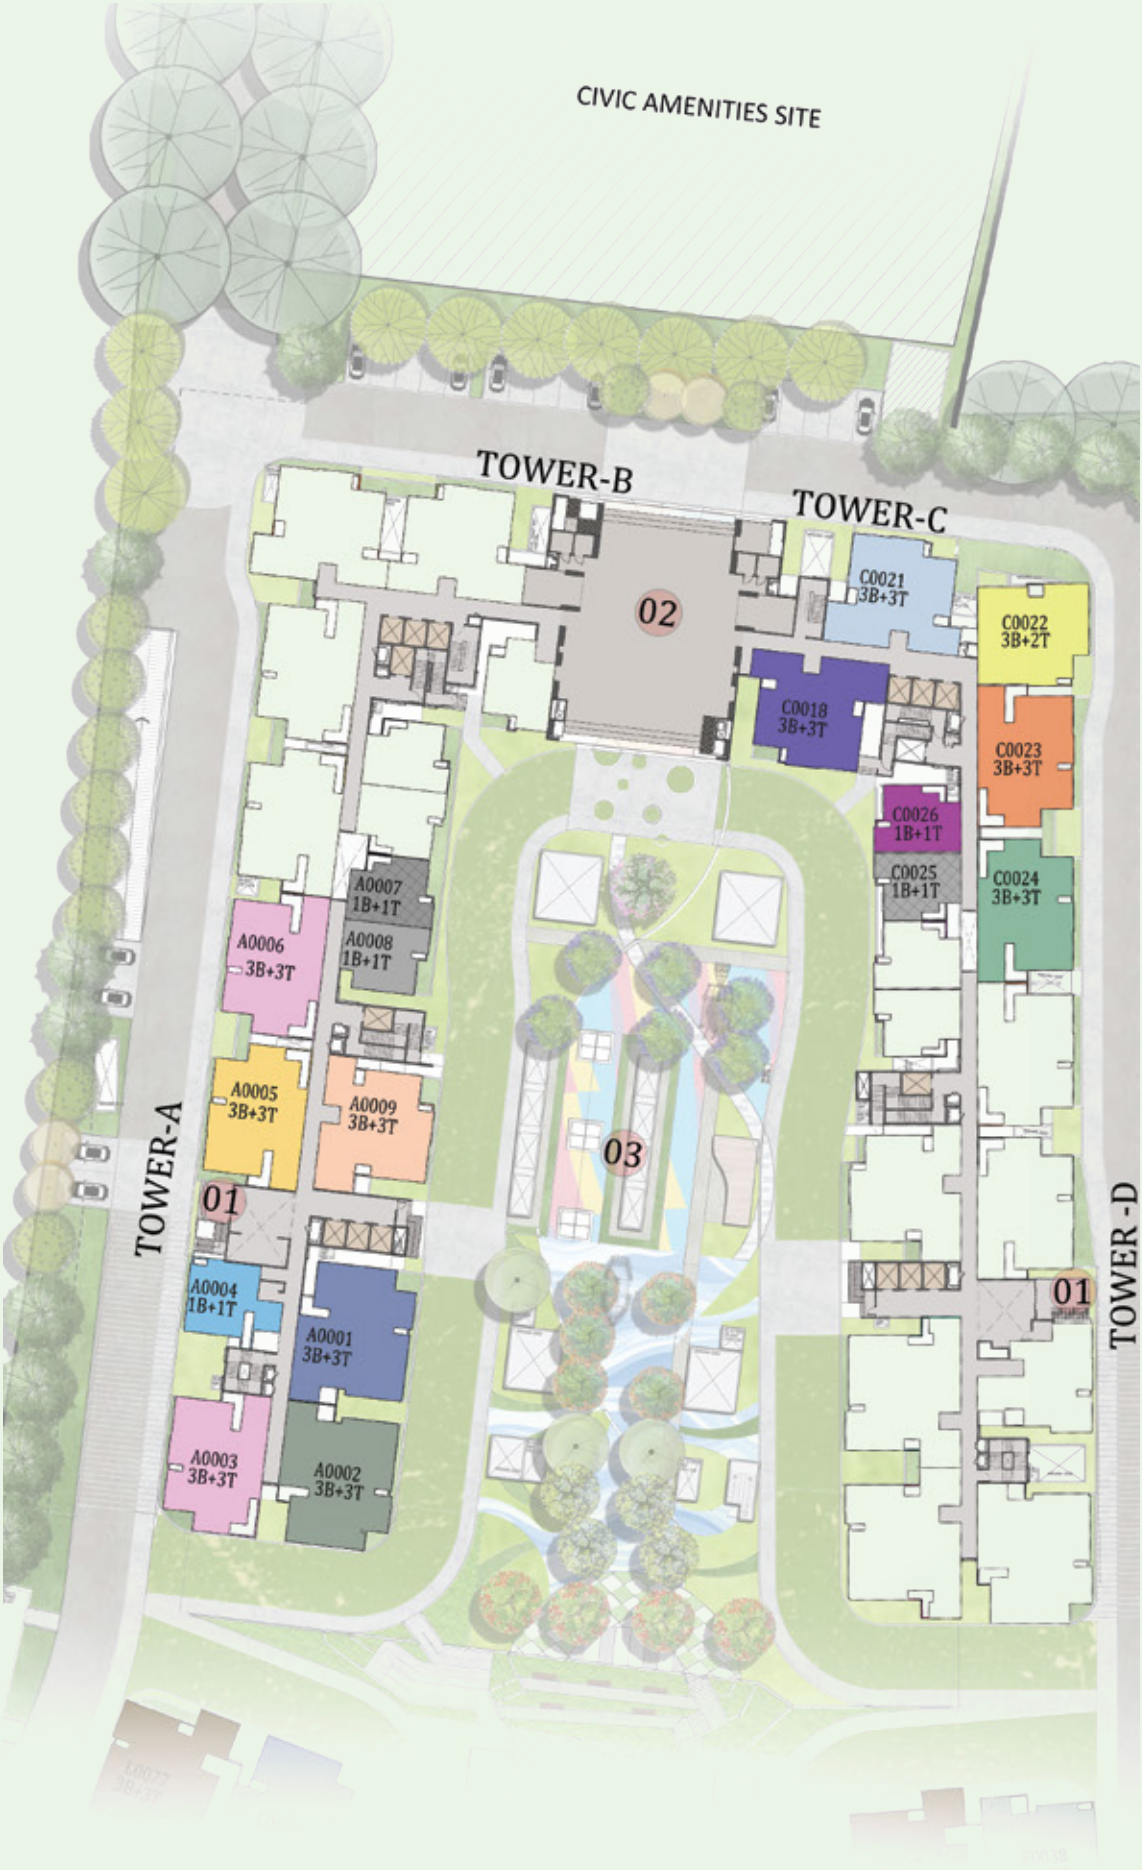 CIVIC AMENITIES SITE
TOWER-B
TOWER-C
C0021
3B+3T
C0022
3B+2T
02
C0018
3B+3T
C0023
3B+3T
C0026
1B+1T
C0025
1B+1T
C0024
3B+3T
A0007
1B+1T
A0008
1B+1T
A0006
3B+3T
A0005
3B+3T
A0009
3B+3T
TOWER-A
01
03
A0004
1B+1T
A0001
3B+3T
01
TOWER -D
A0003
3B+3T
A0002
3B+3T
3B+3T